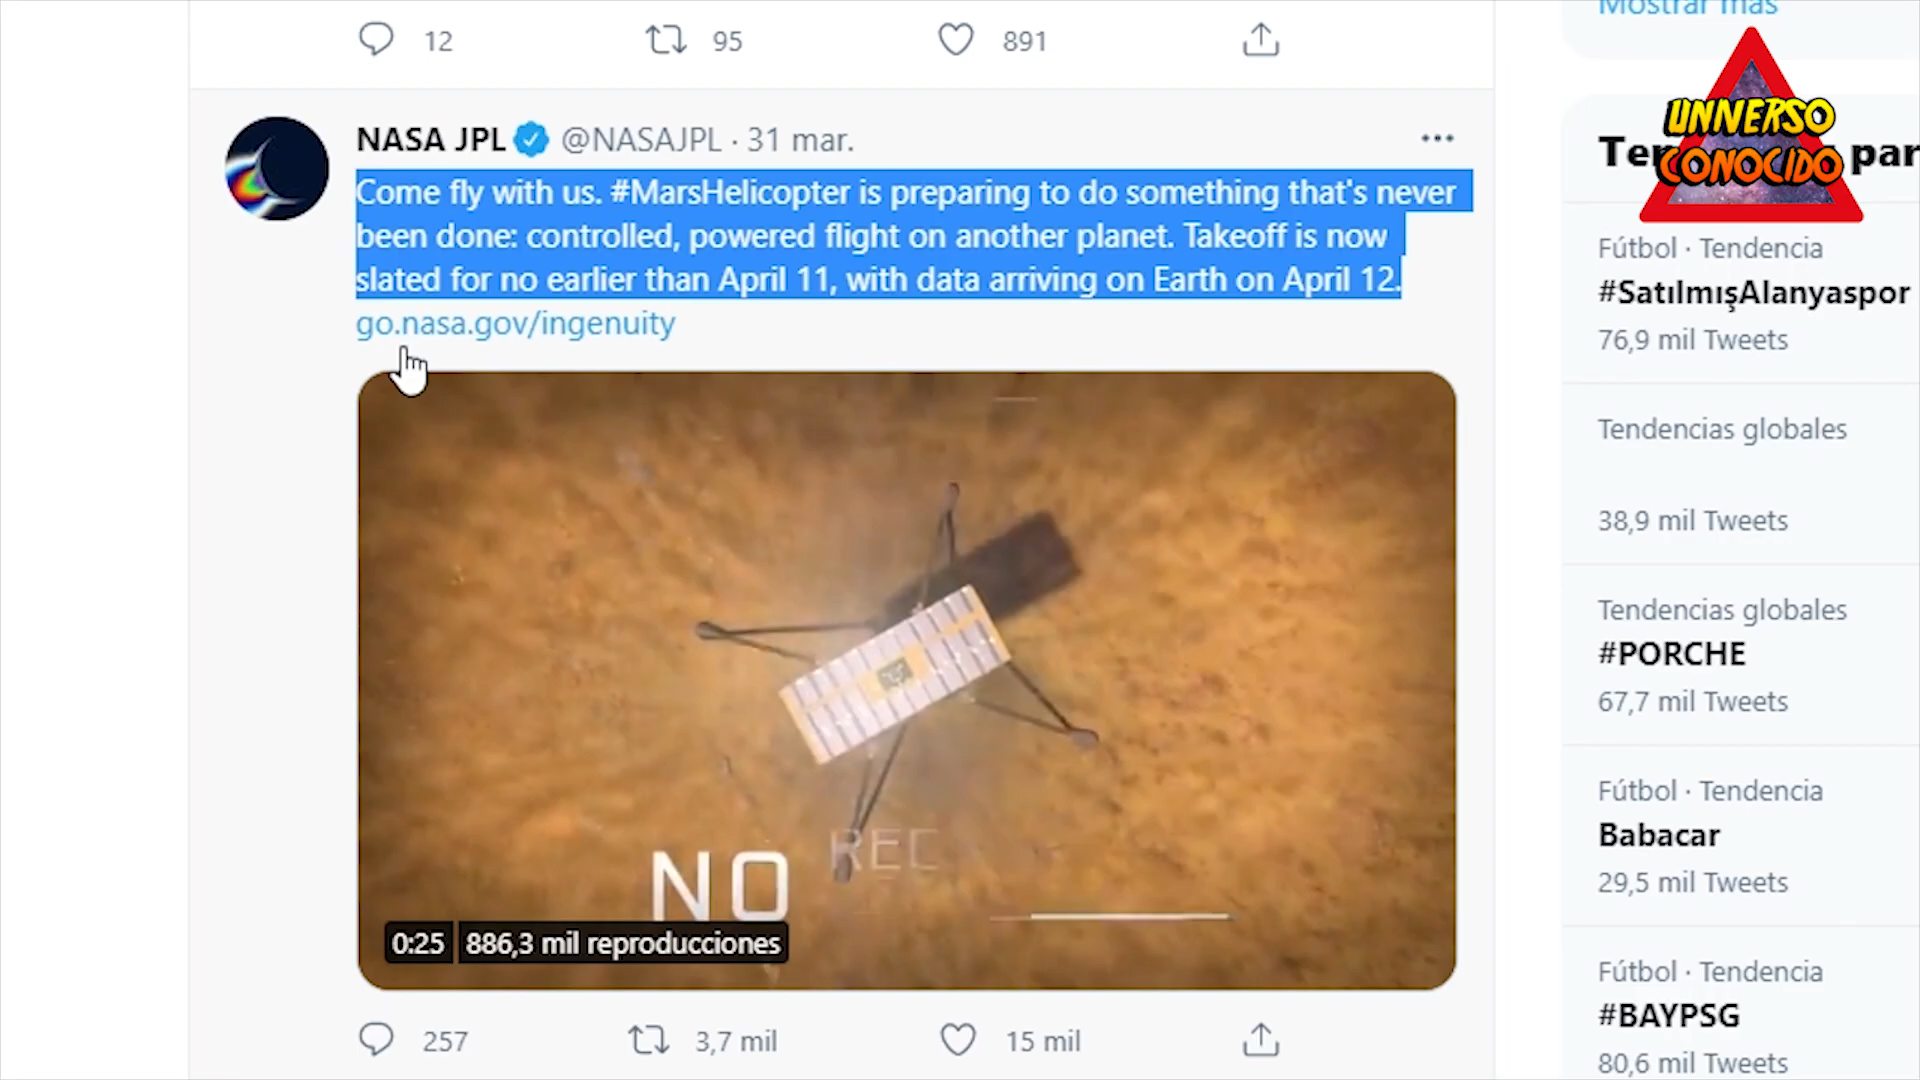 12 95 891
NASA JPL @NASAJPL · 31 mar.
Come fly with us. #MarsHelicopter is preparing to do something that's never
been done: controlled, powered flight on another planet. Takeoff is now
slated for no earlier than April 11, with data arriving on Earth on April 12.
go.nasa.gov/ingenuity
NO REC
0:25 886,3 mil reproducciones
257 3,7 mil 15 mil
Mostrar más
UNNVERSO
CONOCIDO
par
Fútbol · Tendencia
#SatılmışAlanyaspor
76,9 mil Tweets
Tendencias globales
38,9 mil Tweets
Tendencias globales
#PORCHE
67,7 mil Tweets
Fútbol · Tendencia
Babacar
29,5 mil Tweets
Fútbol · Tendencia
#BAYPSG
80,6 mil Tweets